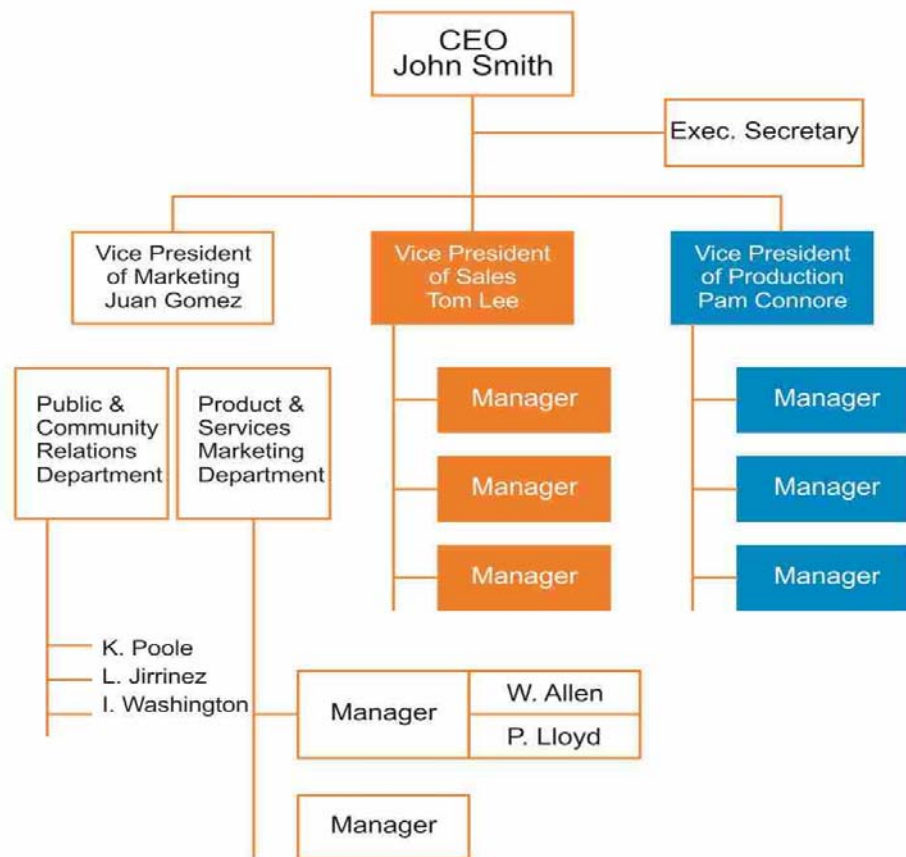 CEO
John Smith
Exec. Secretary
Vice President
of Marketing
Juan Gomez
Vice President
of Sales
Tom Lee
Vice President
of Production
Pam Connore
Public &
Community
Relations
Department
Product &
Services
Marketing
Department
Manager
Manager
Manager
Manager
Manager
Manager
K. Poole
L. Jirrinez
I. Washington
Manager
W. Allen
P. Lloyd
Manager